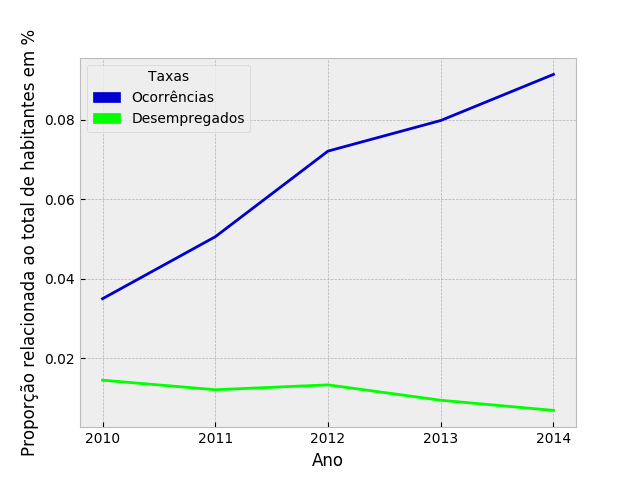 Proporção relacionada ao total de habitantes em %
Taxas
Ocorrências
Desempregados
0.08
0.06
0.04
0.02
2010 2011 2012 2013 2014
Ano